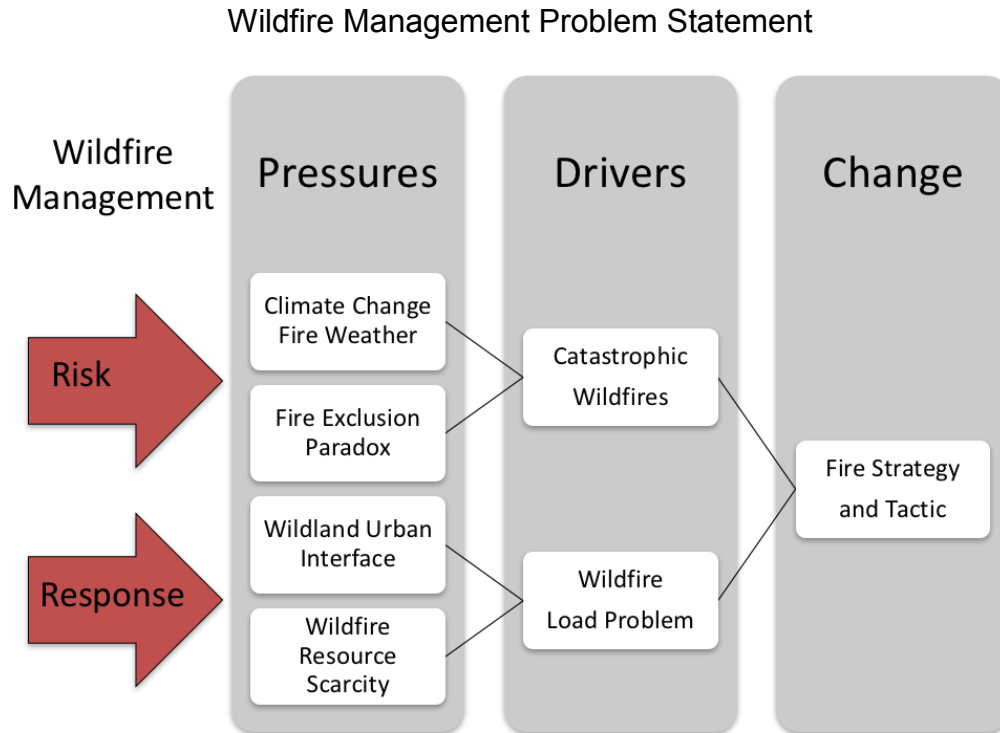 Wildfire Management Problem Statement
Wildfire
Management
Pressures
Drivers
Change
Risk
Response
Climate Change
Fire Weather
Fire Exclusion
Paradox
Wildland Urban
Interface
Wildfire
Resource
Scarcity
Catastrophic
Wildfires
Wildfire
Load Problem
Fire Strategy
and Tactic